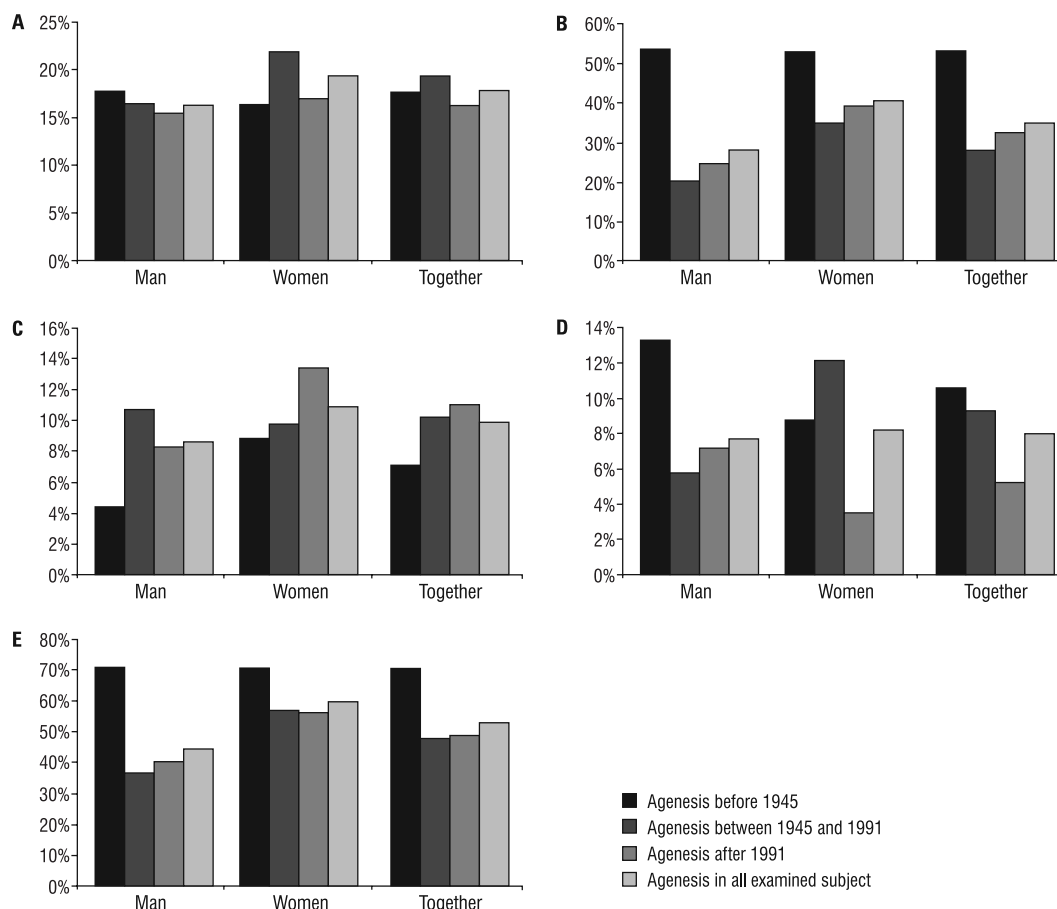 A
25%
20%
15%
10%
5%
0%
Man Women Together
B
60%
50%
40%
30%
20%
10%
0%
Man Women Together
C
16%
14%
12%
10%
8%
6%
4%
2%
0%
Man Women Together
D
14%
12%
10%
8%
6%
4%
2%
0%
Man Women Together
E
80%
70%
60%
50%
40%
30%
20%
10%
0%
Man Women Together
Agenesis before 1945
Agenesis between 1945 and 1991
Agenesis after 1991
Agenesis in all examined subject